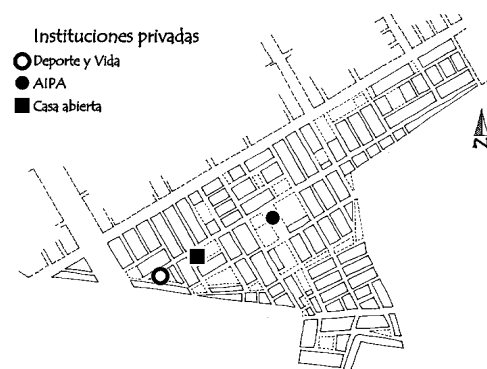 Instituciones privadas
Deporte y Vida
AIPA
Casa abierta
N